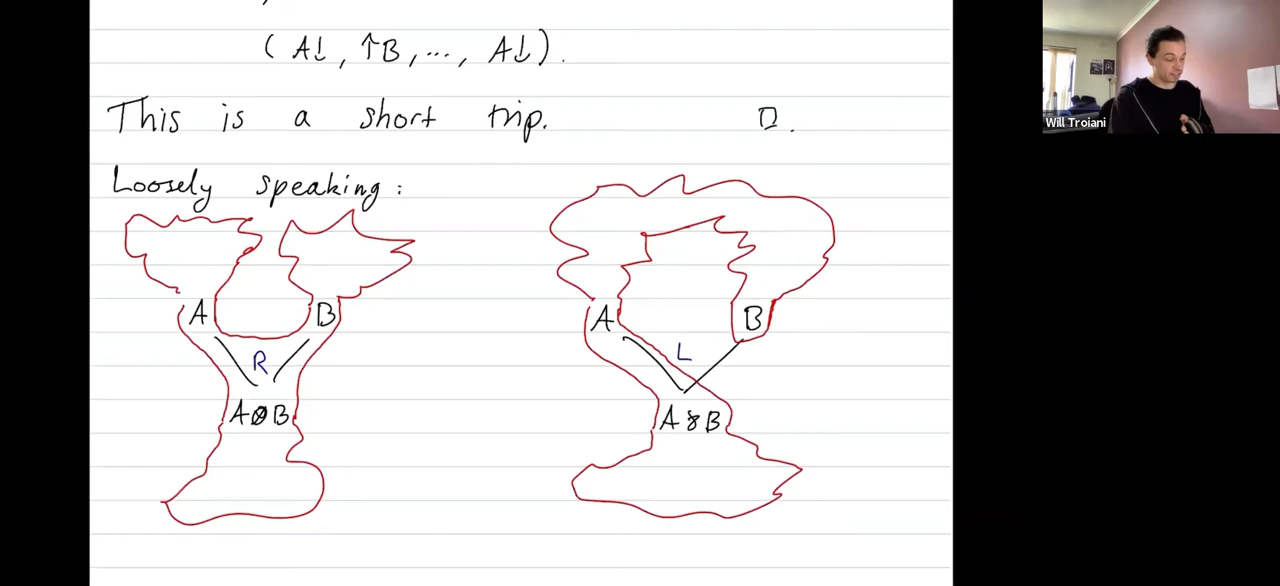 ( A↓ , ↑B , ... , A↓ ) .
This is a short trip. □.
Will Troiani
Loosely speaking :
A B A B
R L
A⊗B A⅋B